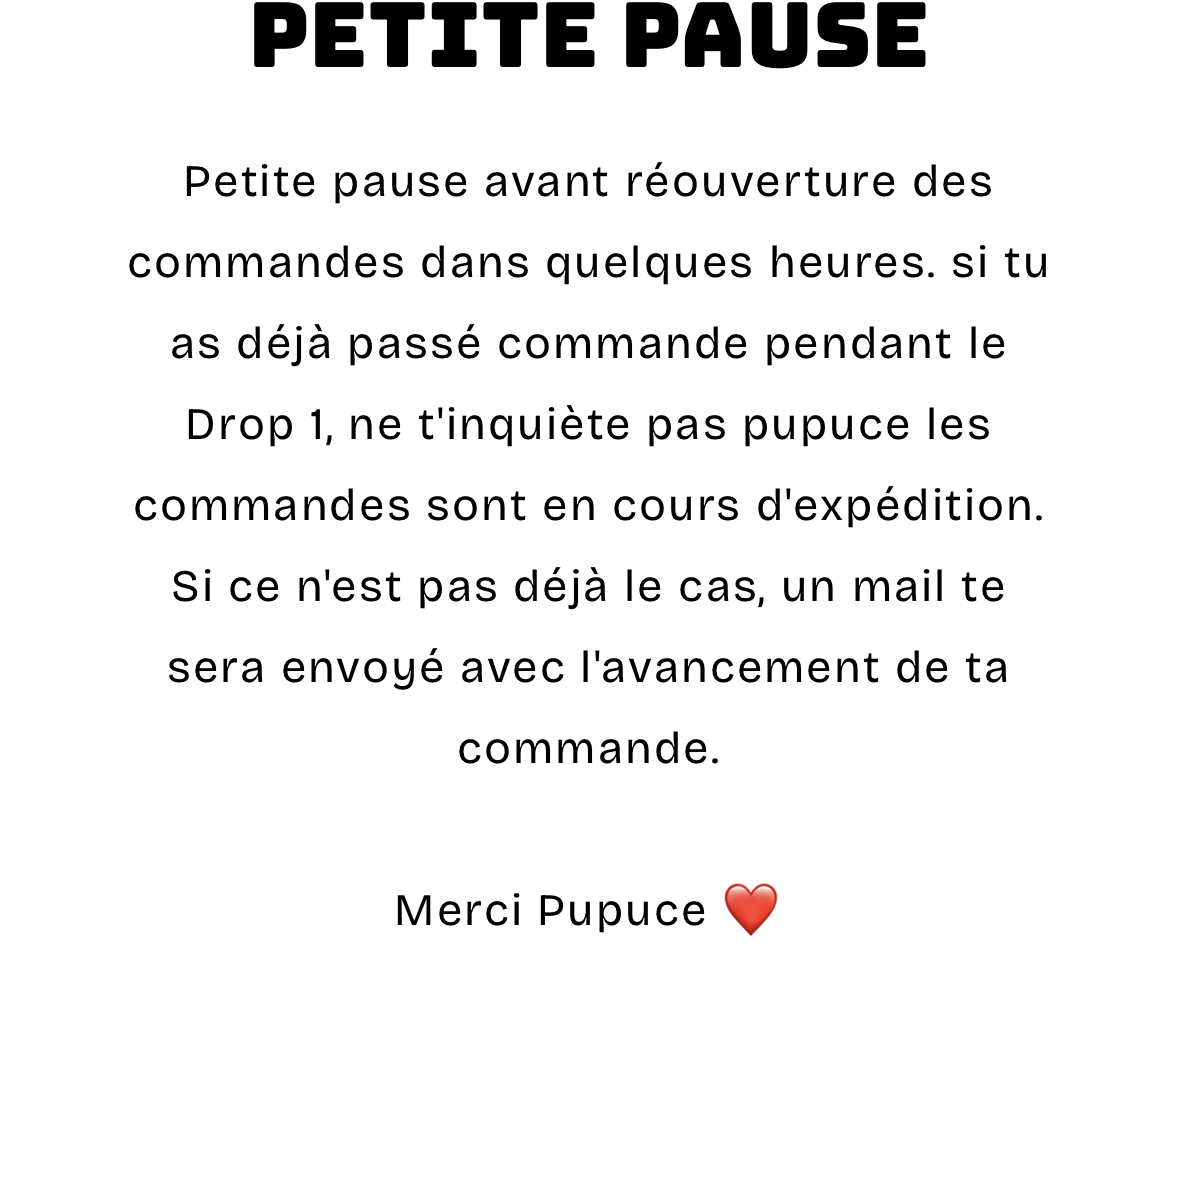 PETITE PAUSE
Petite pause avant réouverture des
commandes dans quelques heures. si tu
as déjà passé commande pendant le
Drop 1, ne t'inquiète pas pupuce les
commandes sont en cours d'expédition.
Si ce n'est pas déjà le cas, un mail te
sera envoyé avec l'avancement de ta
commande.
Merci Pupuce ❤️